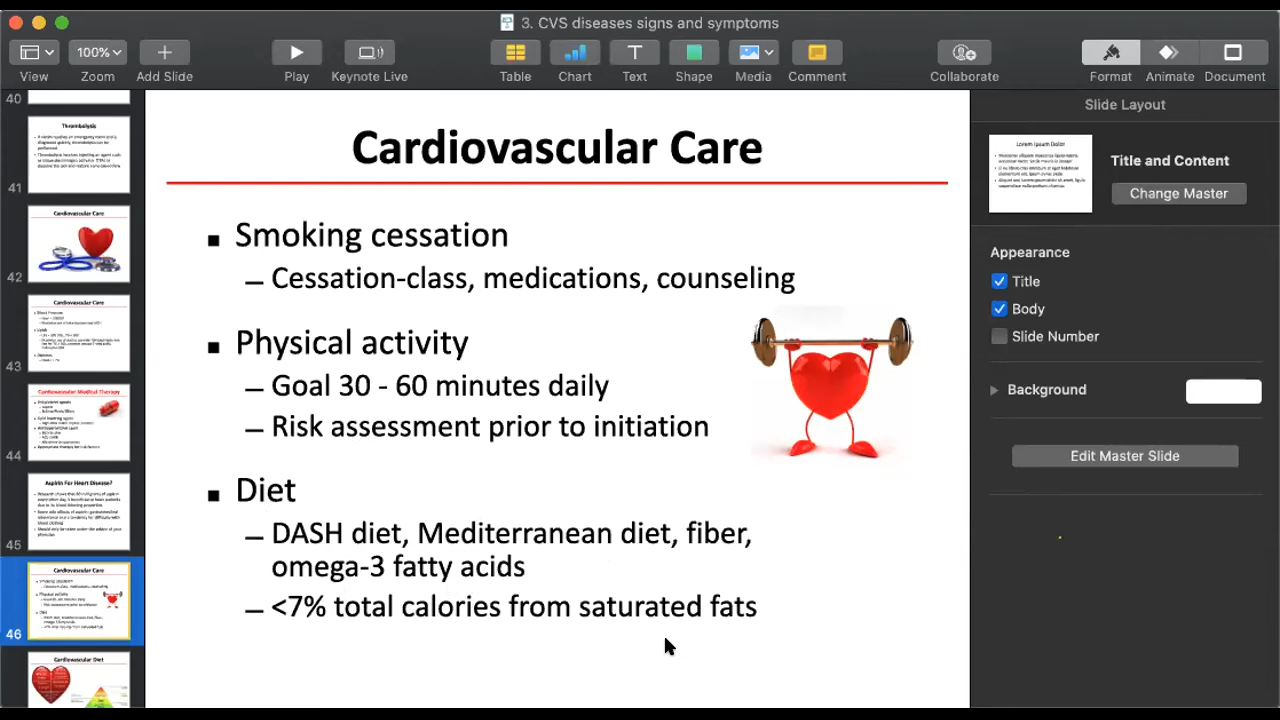 3. CVS diseases signs and symptoms
View
100%
Zoom
Add Slide
Play
Keynote Live
Table
Chart
Text
Shape
Media
Comment
Collaborate
Format
Animate
Document
40
Thrombolysis
41
Cardiovascular Care
42
Cardiovascular Care
43
Cardiovascular Medical Therapy
44
Aspirin For Heart Disease?
45
Cardiovascular Care
46
Cardiovascular Diet
Cardiovascular Care
Smoking cessation
– Cessation-class, medications, counseling
Physical activity
– Goal 30 - 60 minutes daily
– Risk assessment prior to initiation
Diet
– DASH diet, Mediterranean diet, fiber,
omega-3 fatty acids
– <7% total calories from saturated fats
Slide Layout
Lorem Ipsum Dolor
Title and Content
Change Master
Appearance
Title
Body
Slide Number
Background
Edit Master Slide